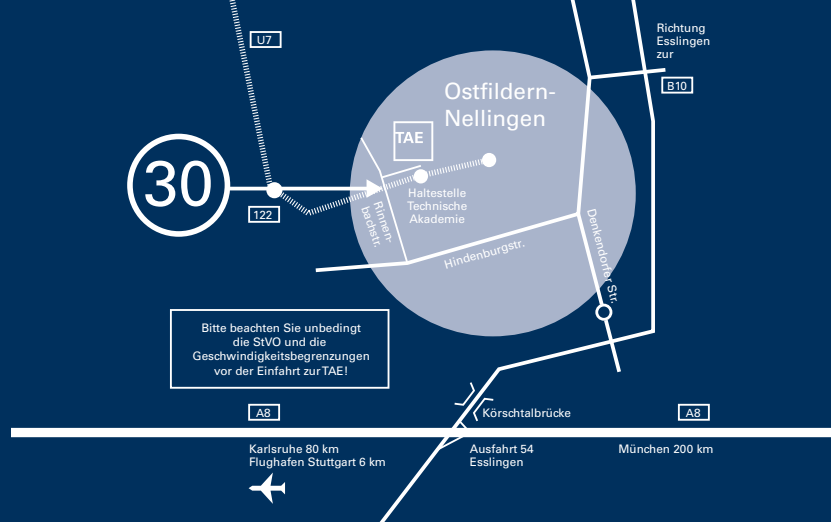 U7
Richtung
Esslingen
zur
B10
Ostfildern-
Nellingen
TAE
30
122
Haltestelle
Technische
Akademie
Rinnen-
bachstr.
Hindenburgstr.
Denkendorfer Str.
Bitte beachten Sie unbedingt
die StVO und die
Geschwindigkeitsbegrenzungen
vor der Einfahrt zur TAE!
A8
Körschtalbrücke
A8
Karlsruhe 80 km
Flughafen Stuttgart 6 km
Ausfahrt 54
Esslingen
München 200 km